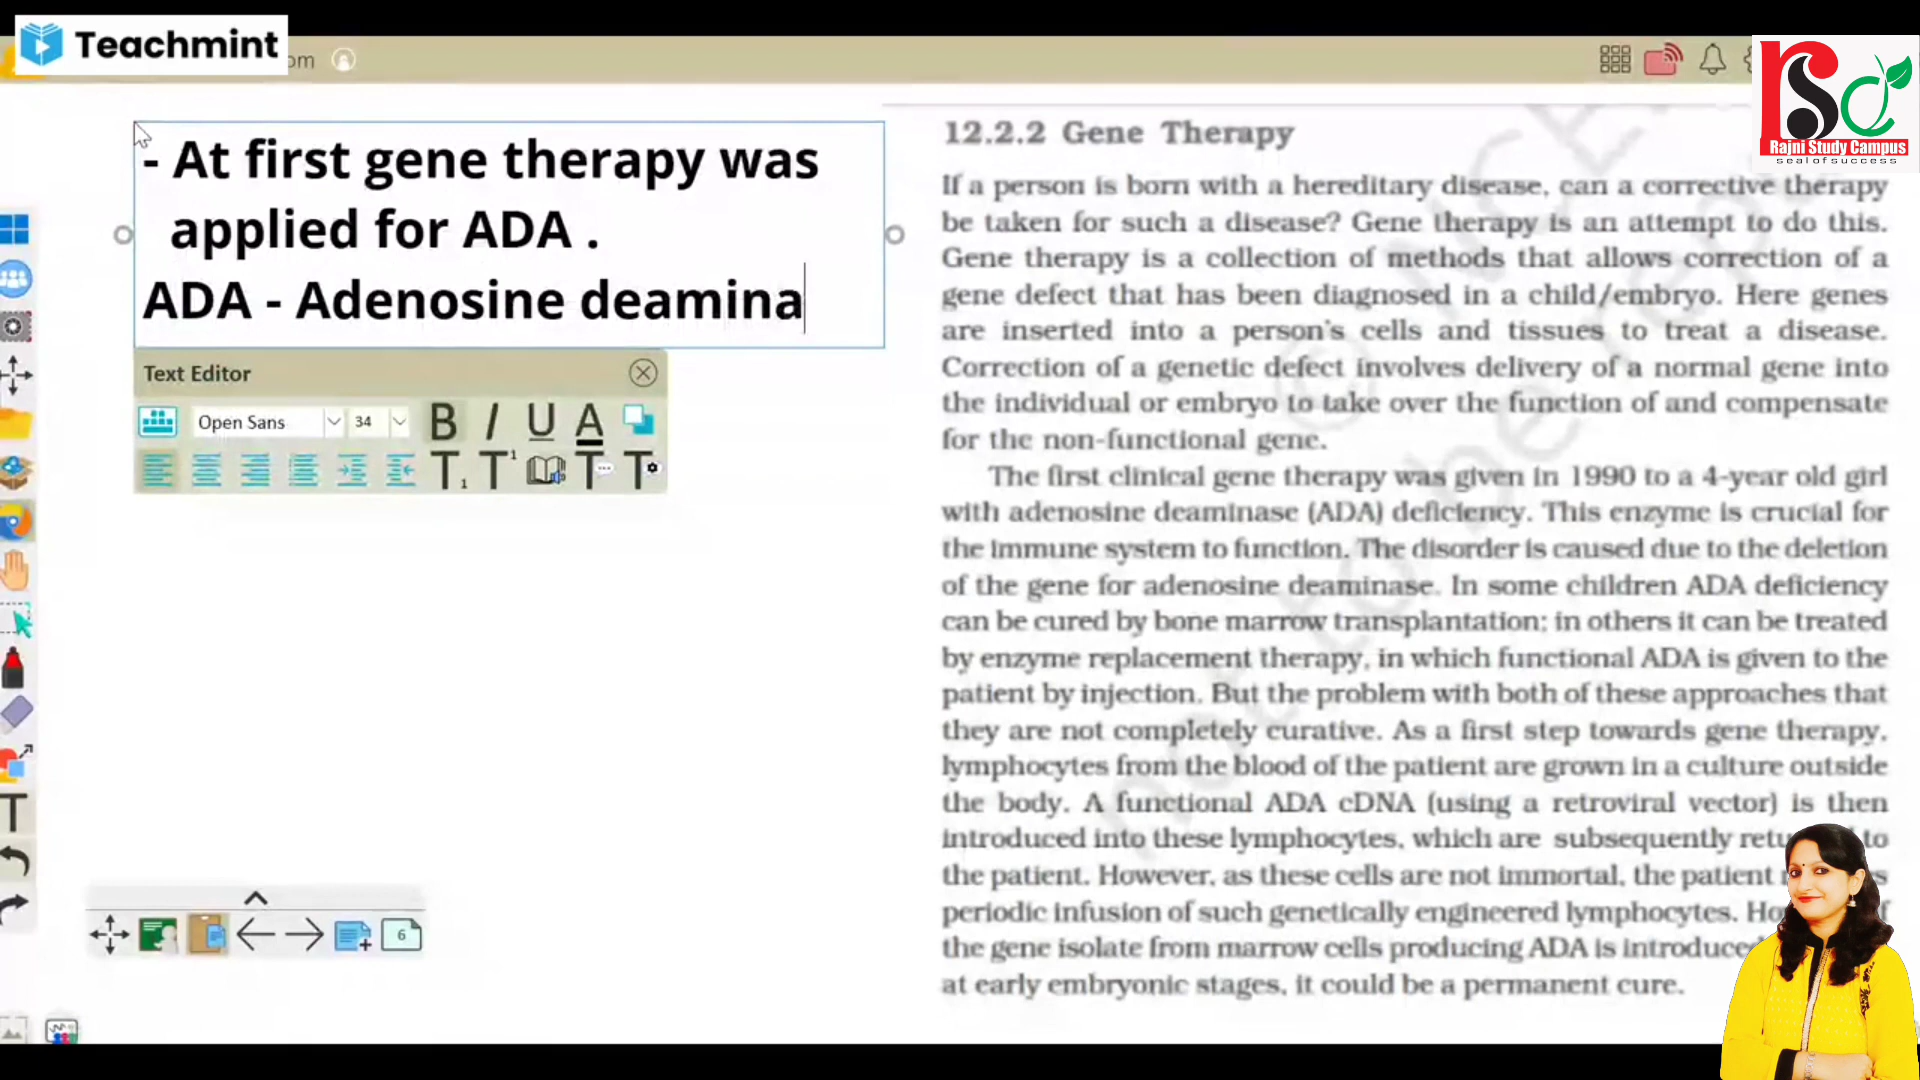 Teachmint
om
Rajni Study Campus
seal of success
- At first gene therapy was
applied for ADA .
ADA - Adenosine deamina
Text Editor
Open Sans
34
B I U A
T1 T1 T T
6
12.2.2 Gene Therapy
If a person is born with a hereditary disease, can a corrective therapy
be taken for such a disease? Gene therapy is an attempt to do this.
Gene therapy is a collection of methods that allows correction of a
gene defect that has been diagnosed in a child/embryo. Here genes
are inserted into a person's cells and tissues to treat a disease.
Correction of a genetic defect involves delivery of a normal gene into
the individual or embryo to take over the function of and compensate
for the non-functional gene.
The first clinical gene therapy was given in 1990 to a 4-year old girl
with adenosine deaminase (ADA) deficiency. This enzyme is crucial for
the immune system to function. The disorder is caused due to the deletion
of the gene for adenosine deaminase. In some children ADA deficiency
can be cured by bone marrow transplantation; in others it can be treated
by enzyme replacement therapy, in which functional ADA is given to the
patient by injection. But the problem with both of these approaches that
they are not completely curative. As a first step towards gene therapy,
lymphocytes from the blood of the patient are grown in a culture outside
the body. A functional ADA cDNA (using a retroviral vector) is then
introduced into these lymphocytes, which are subsequently retu to
the patient. However, as these cells are not immortal, the patient s
periodic infusion of such genetically engineered lymphocytes. Ho f
the gene isolate from marrow cells producing ADA is introduce
at early embryonic stages, it could be a permanent cure.